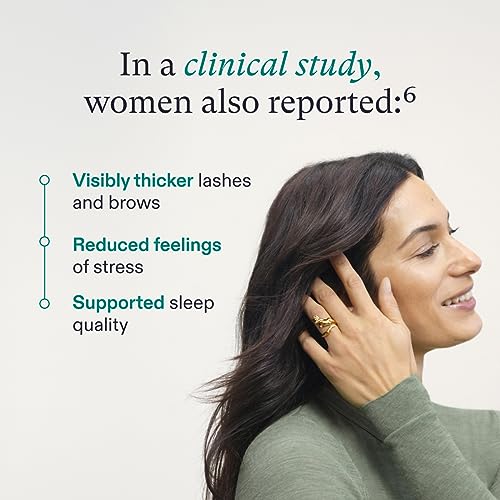 In a clinical study,
women also reported:⁶
Visibly thicker lashes
and brows
Reduced feelings
of stress
Supported sleep
quality